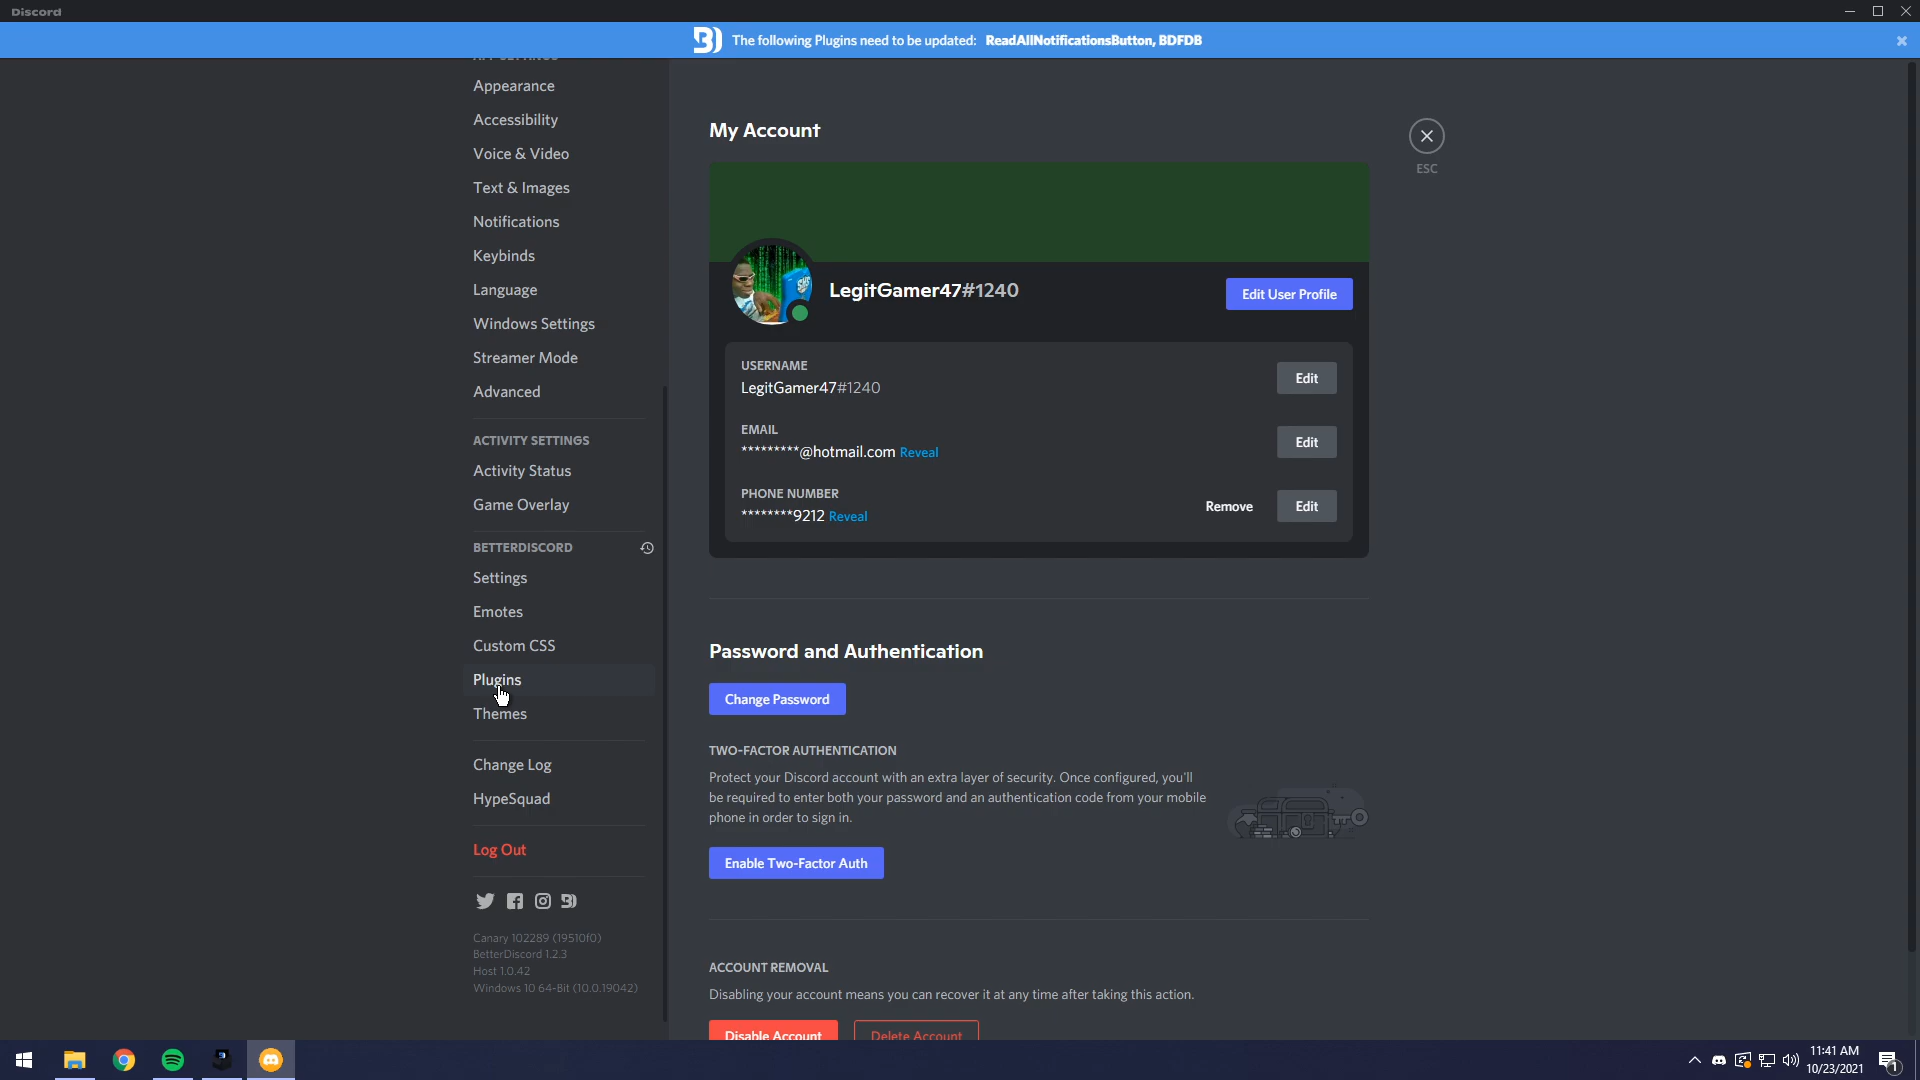 Discord
The following Plugins need to be updated: ReadAllNotificationsButton, BDFDB
APP SETTINGS
Appearance
Accessibility
Voice & Video
Text & Images
Notifications
Keybinds
Language
Windows Settings
Streamer Mode
Advanced
ACTIVITY SETTINGS
Activity Status
Game Overlay
BETTERDISCORD
Settings
Emotes
Custom CSS
Plugins
Themes
Change Log
HypeSquad
Log Out
Canary 102289 (19510f0)
BetterDiscord 1.2.3
Host 1.0.42
Windows 10 64-Bit (10.0.19042)
My Account
ESC
LegitGamer47#1240
Edit User Profile
USERNAME
LegitGamer47#1240
Edit
EMAIL
*********@hotmail.com Reveal
Edit
PHONE NUMBER
********9212 Reveal
Remove
Edit
Password and Authentication
Change Password
TWO-FACTOR AUTHENTICATION
Protect your Discord account with an extra layer of security. Once configured, you'll
be required to enter both your password and an authentication code from your mobile
phone in order to sign in.
Enable Two-Factor Auth
ACCOUNT REMOVAL
Disabling your account means you can recover it at any time after taking this action.
Disable Account
Delete Account
11:41 AM
10/23/2021
1